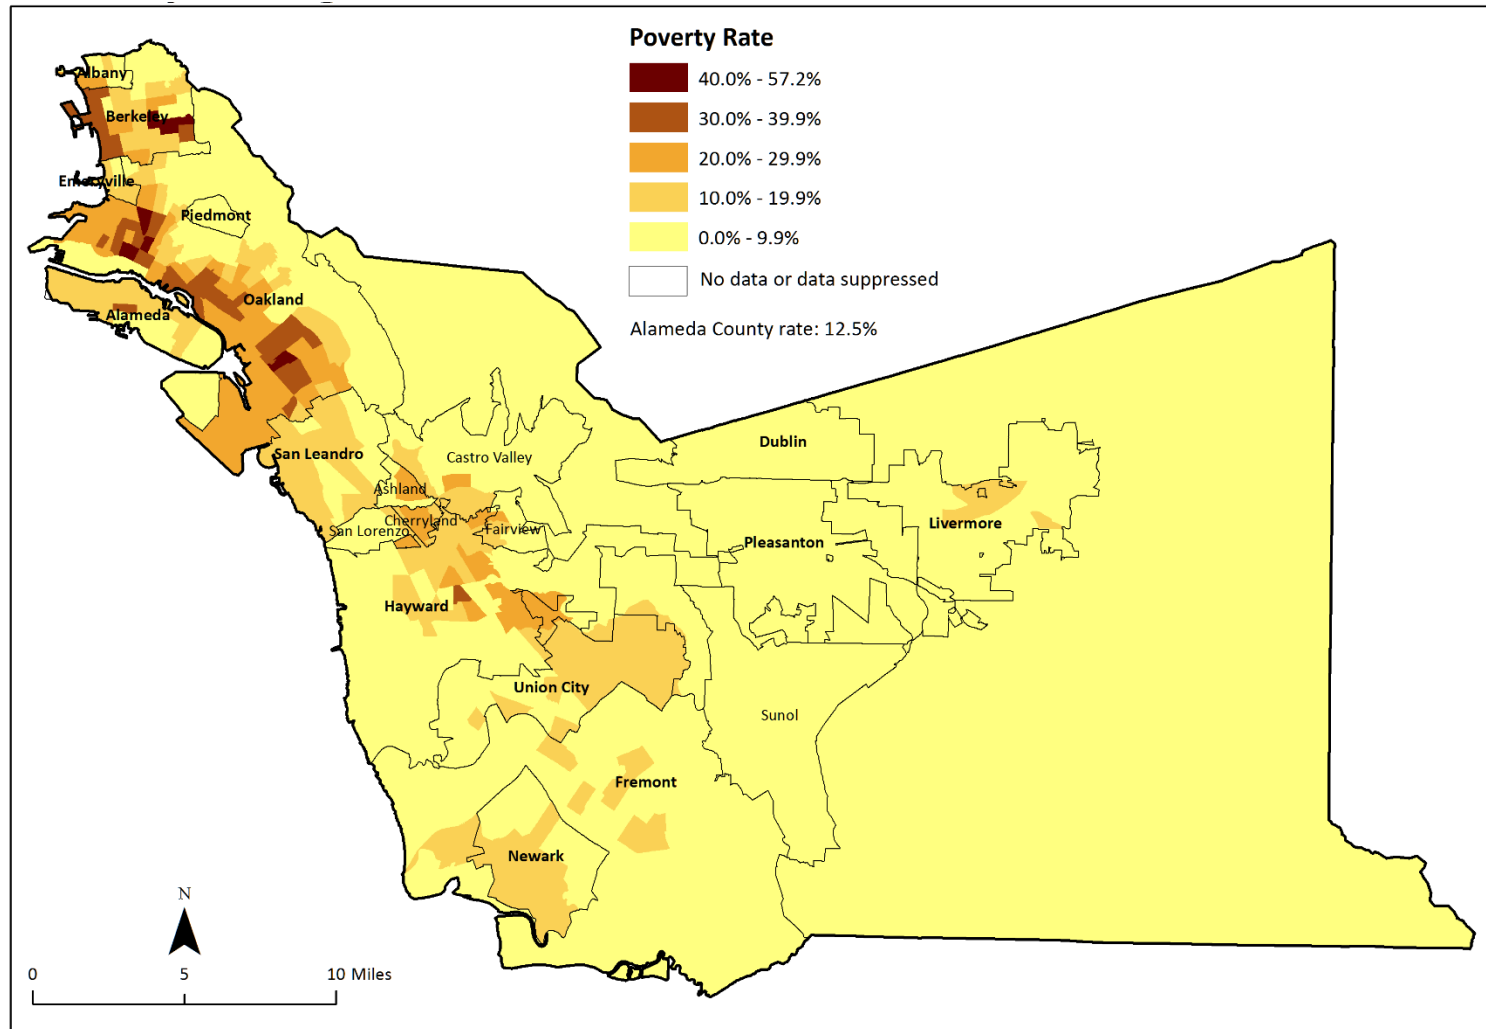 Poverty Rate
40.0% - 57.2%
30.0% - 39.9%
20.0% - 29.9%
10.0% - 19.9%
0.0% - 9.9%
No data or data suppressed
Alameda County rate: 12.5%
Albany
Berkeley
Emeryville
Piedmont
Oakland
Alameda
San Leandro
Castro Valley
Dublin
Ashland
Cherryland
San Lorenzo
Fairview
Livermore
Pleasanton
Hayward
Union City
Sunol
Fremont
Newark
N
0 5 10 Miles